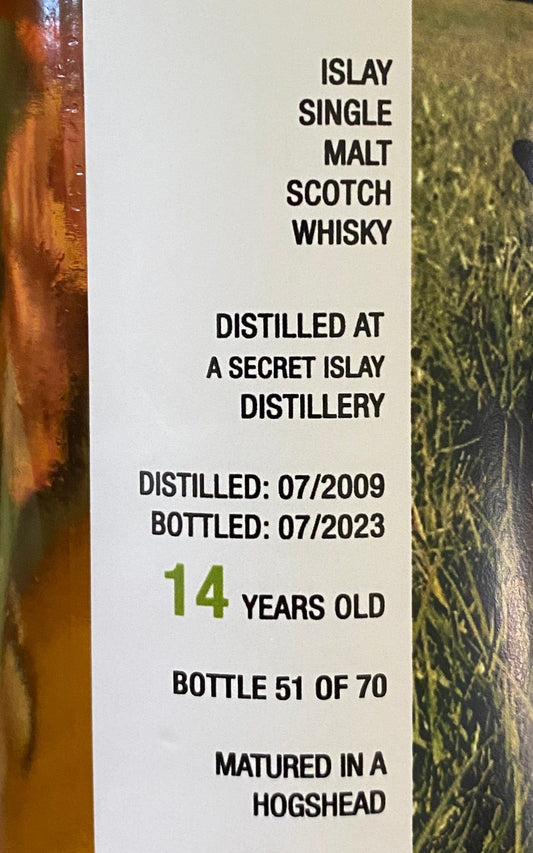 ISLAY
SINGLE
MALT
SCOTCH
WHISKY
DISTILLED AT
A SECRET ISLAY
DISTILLERY
DISTILLED: 07/2009
BOTTLED: 07/2023
14 YEARS OLD
BOTTLE 51 OF 70
MATURED IN A
HOGSHEAD